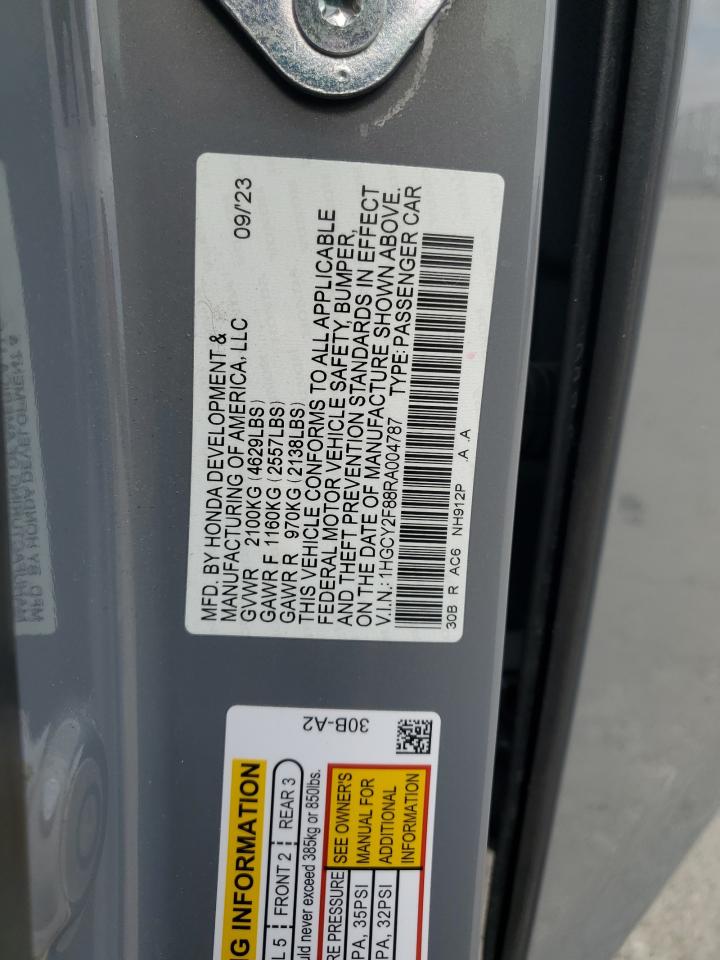 MFD. BY HONDA DEVELOPMENT &
MANUFACTURING OF AMERICA, LLC 09/'23
GVWR 2100KG (4629LBS)
GAWR F 1160KG (2557LBS)
GAWR R 970KG (2138LBS)
THIS VEHICLE CONFORMS TO ALL APPLICABLE
FEDERAL MOTOR VEHICLE SAFETY, BUMPER,
AND THEFT PREVENTION STANDARDS IN EFFECT
ON THE DATE OF MANUFACTURE SHOWN ABOVE.
V.I.N.: 1HGCY2F88RA004787 TYPE: PASSENGER CAR
30B R AC6 NH912P .A .A
30B-A2
NG INFORMATION
L 5 FRONT 2 REAR 3
uld never exceed 385kg or 850lbs.
RE PRESSURE SEE OWNER'S
PA, 35PSI MANUAL FOR
PA, 32PSI ADDITIONAL
INFORMATION